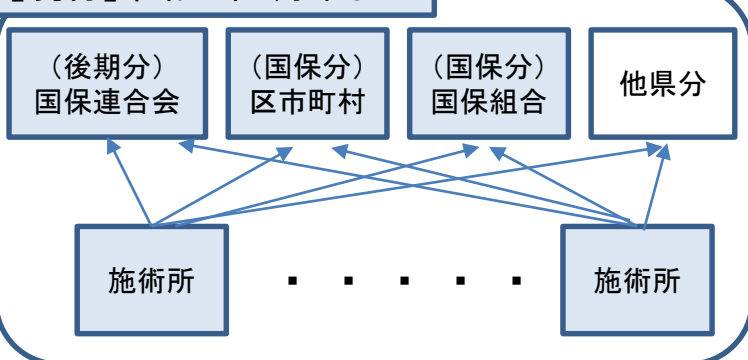 （後期分）
国保連合会
（国保分）
区市町村
（国保分）
国保組合
他県分
施術所
・・・・・
施術所